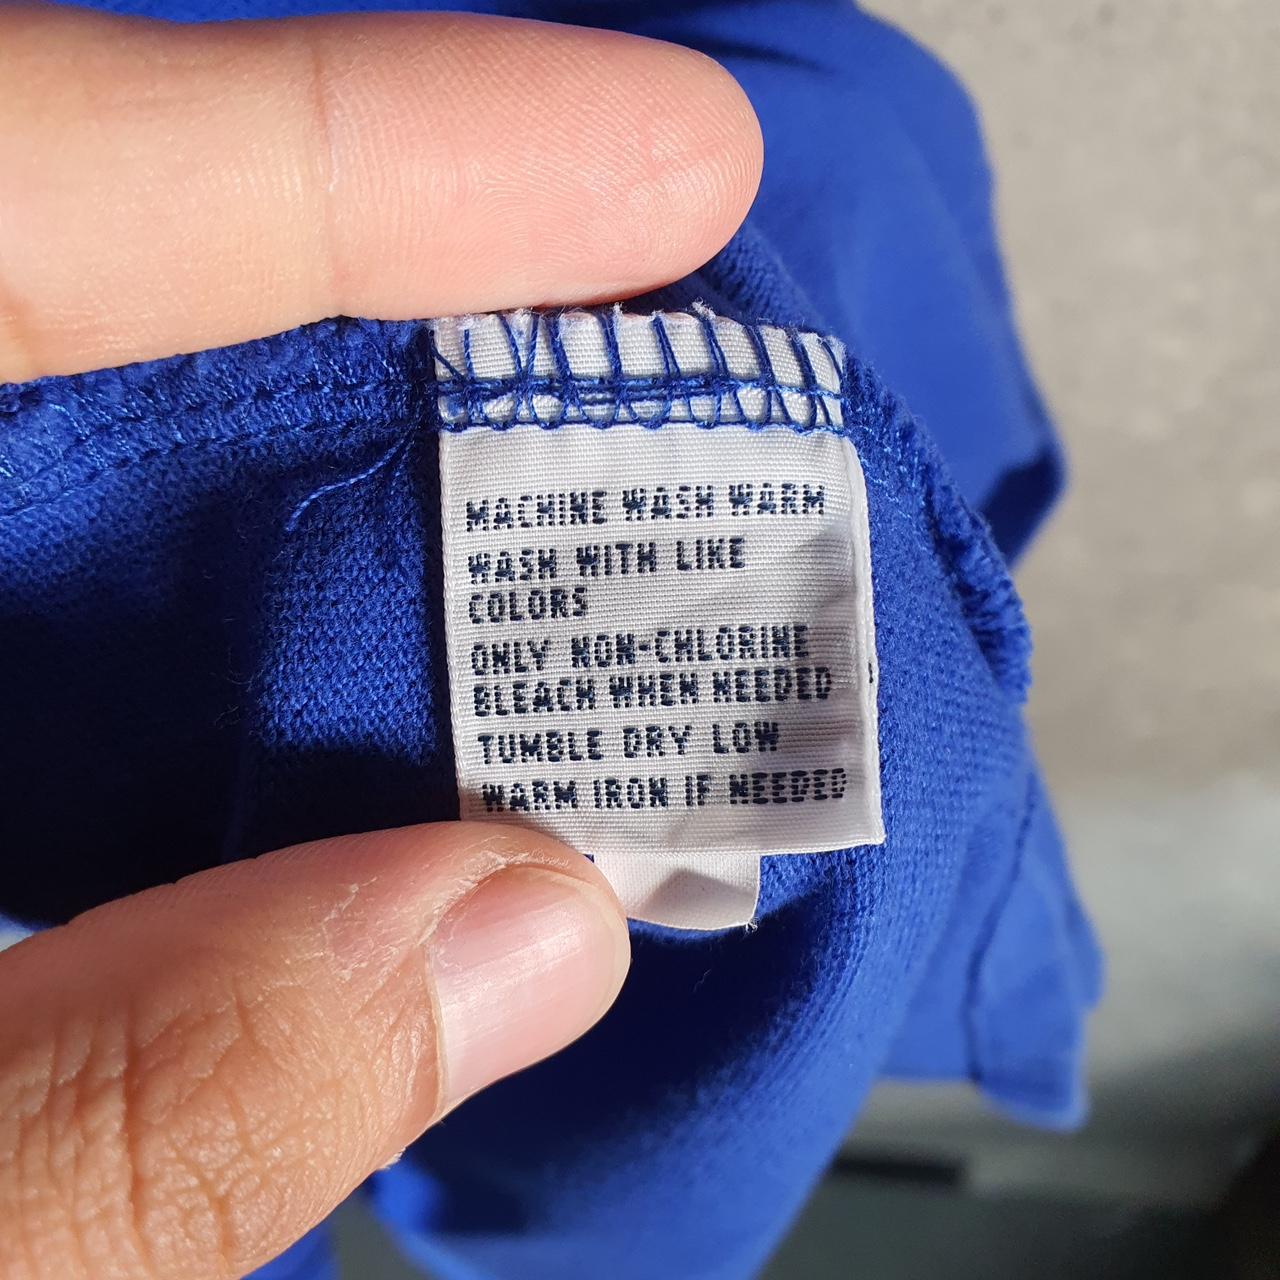 MACHINE WASH WARM
WASH WITH LIKE
COLORS
ONLY NON-CHLORINE
BLEACH WHEN NEEDED
TUMBLE DRY LOW
WARM IRON IF NEEDED